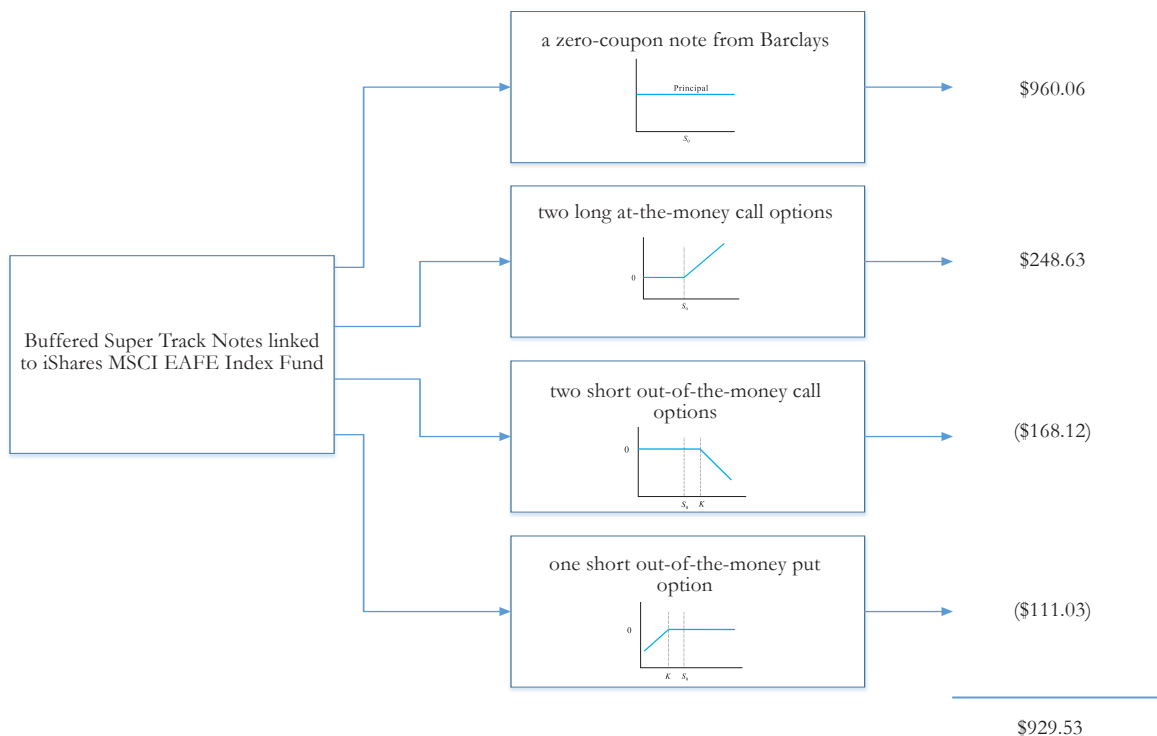 a zero-coupon note from Barclays
Principal
S₀
$960.06
two long at-the-money call options
0
S₀
$248.63
Buffered Super Track Notes linked
to iShares MSCI EAFE Index Fund
two short out-of-the-money call
options
0
S₀ K
($168.12)
one short out-of-the-money put
option
0
K S₀
($111.03)
$929.53